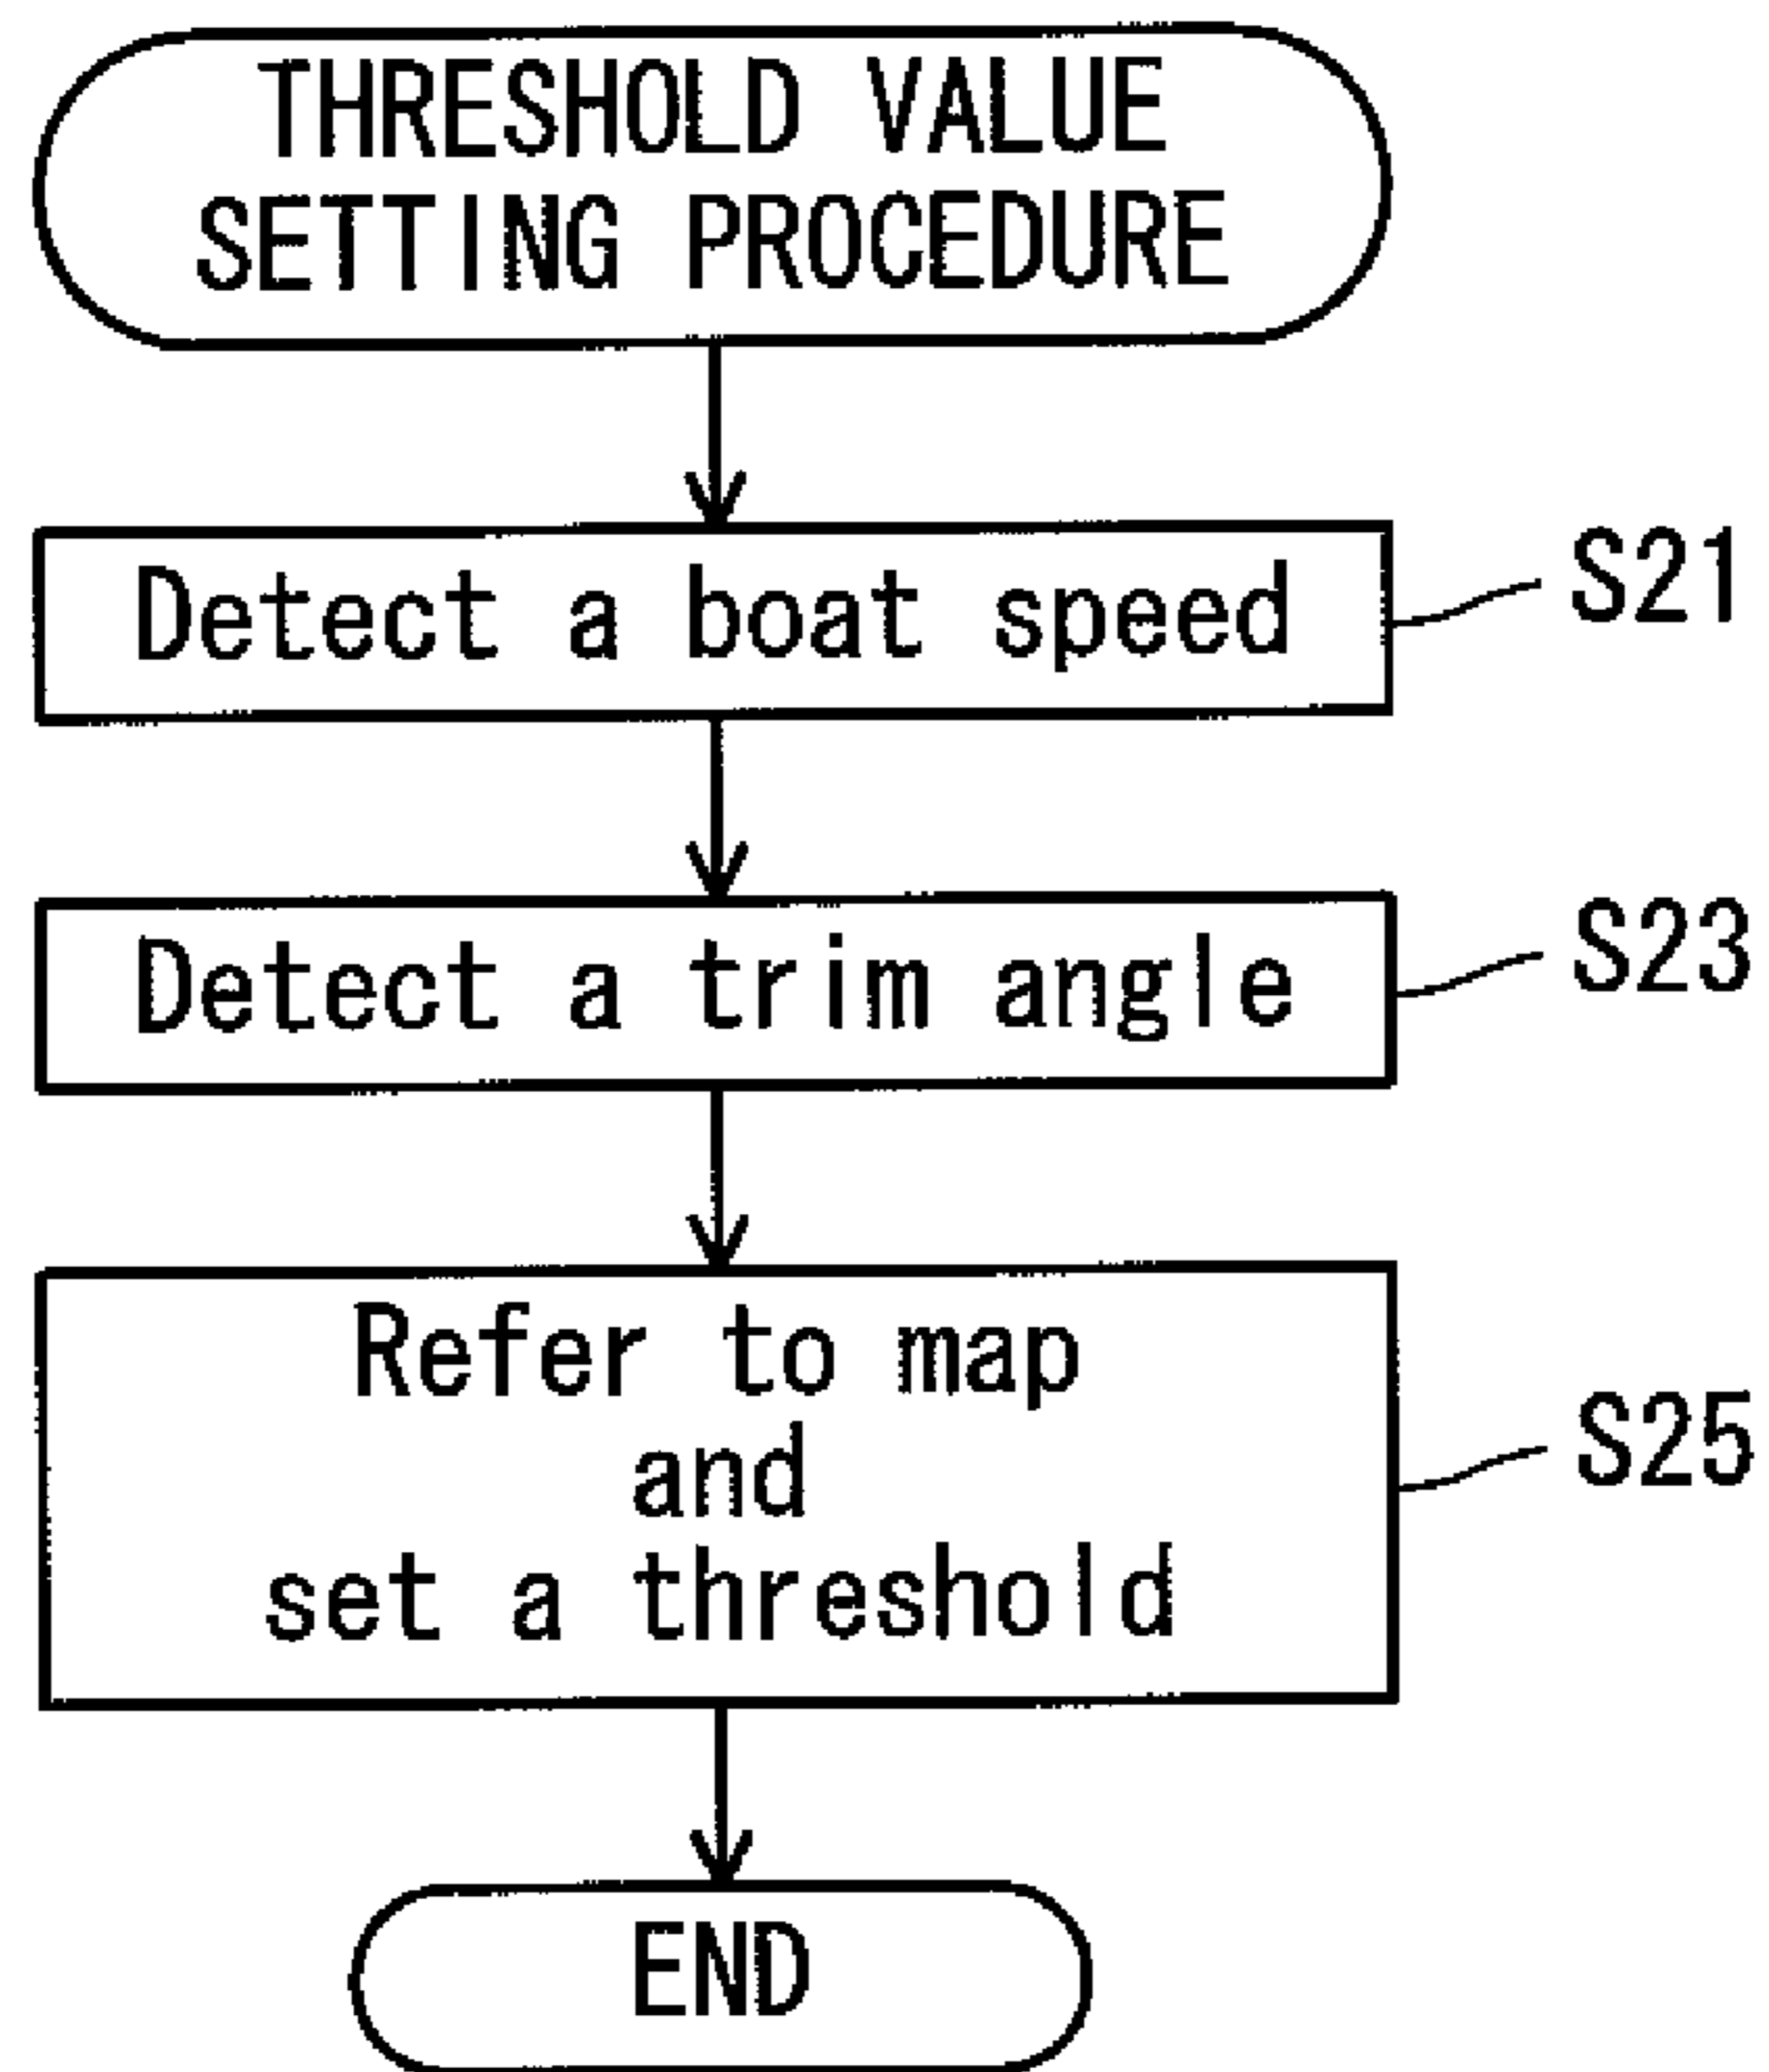 THRESHOLD VALUE
SETTING PROCEDURE
Detect a boat speed
S21
Detect a trim angle
S23
Refer to map
and
set a threshold
S25
END